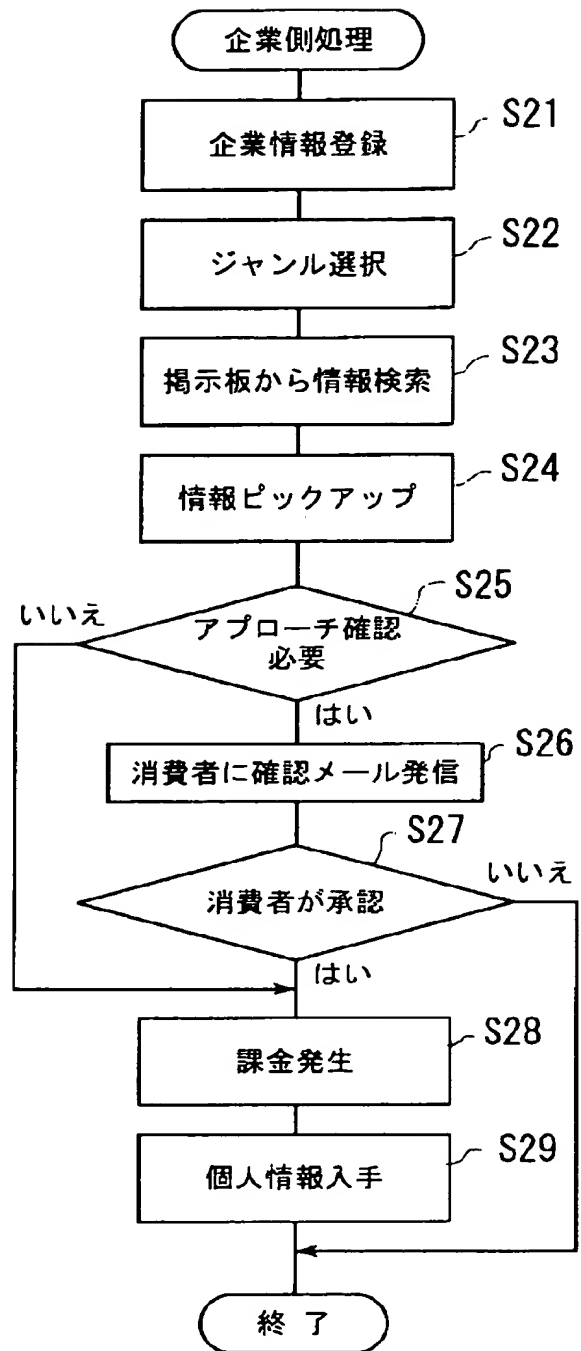 企業側処理
企業情報登録
S21
ジャンル選択
S22
掲示板から情報検索
S23
情報ピックアップ
S24
S25
いいえ
アプローチ確認
必要
はい
消費者に確認メール発信
S26
S27
いいえ
消費者が承認
はい
課金発生
S28
個人情報入手
S29
終了